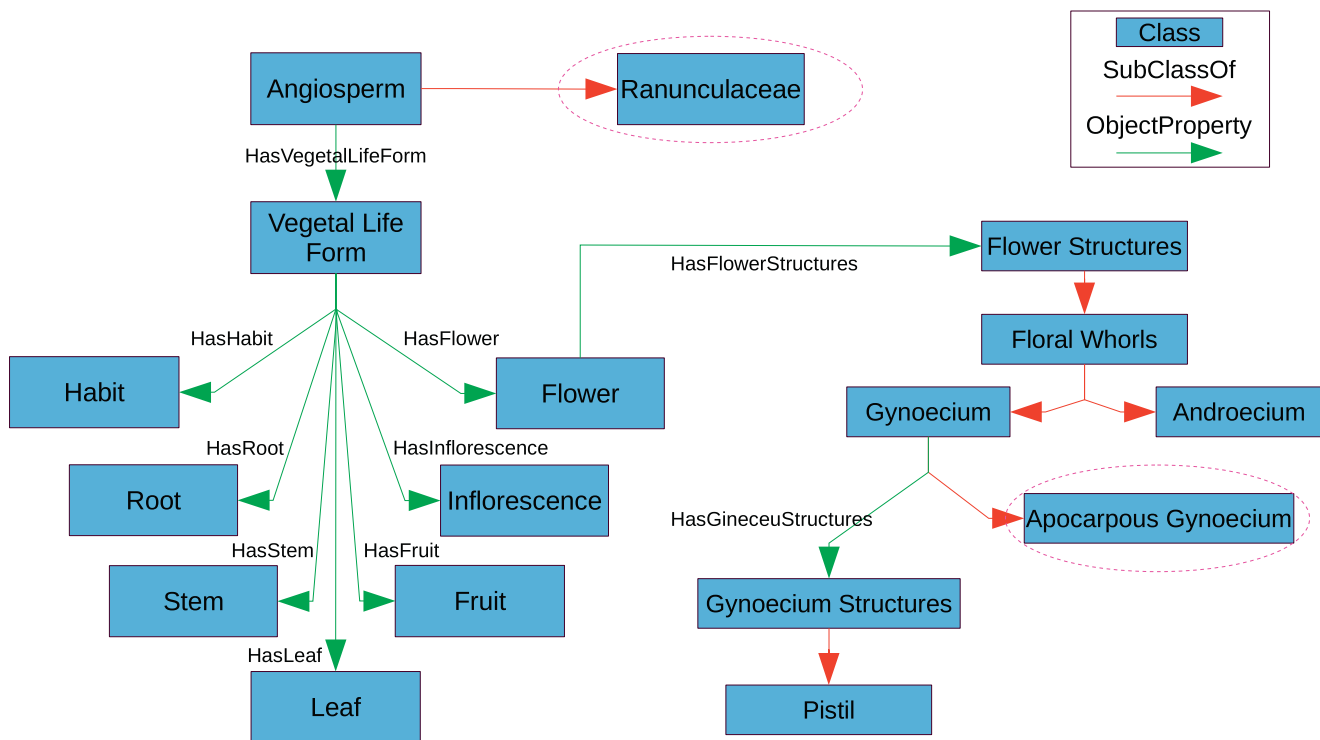 Class
SubClassOf
ObjectProperty
Angiosperm
Ranunculaceae
HasVegetalLifeForm
Vegetal Life
Form
HasHabit
HasFlower
Habit
Flower
HasRoot
HasInflorescence
Root
Inflorescence
HasStem
HasFruit
Stem
Fruit
HasLeaf
Leaf
HasFlowerStructures
Flower Structures
Floral Whorls
Gynoecium
Androecium
HasGineceuStructures
Apocarpous Gynoecium
Gynoecium Structures
Pistil